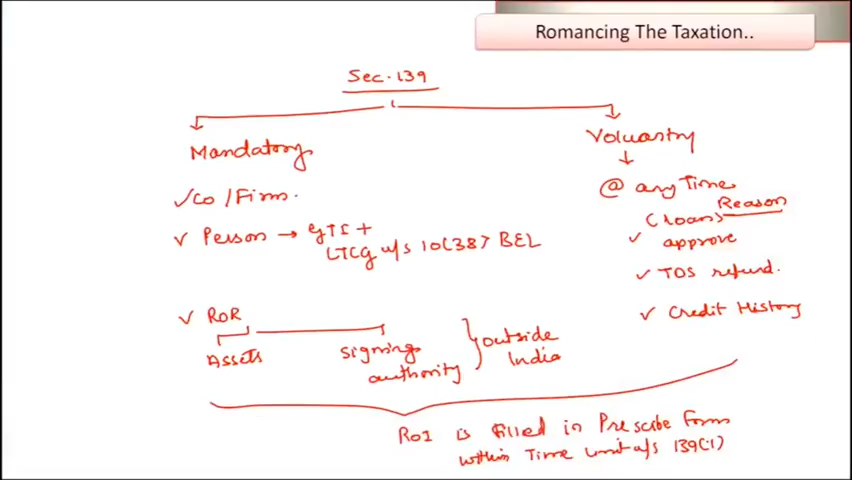 Romancing The Taxation..
Sec.139
Mandatory
Voluantry
✓Co /Firm.
@ any Time
Reason
✓ Person → GTI +
(loans
✓ approve
LTCG u/s 10(38) > BEL
✓ TDS refund.
✓ RoR
✓ Credit History
Assets
Signing
authority
outside
India
RoI is filled in Prescribe Form
within Time limit u/s 139(1)